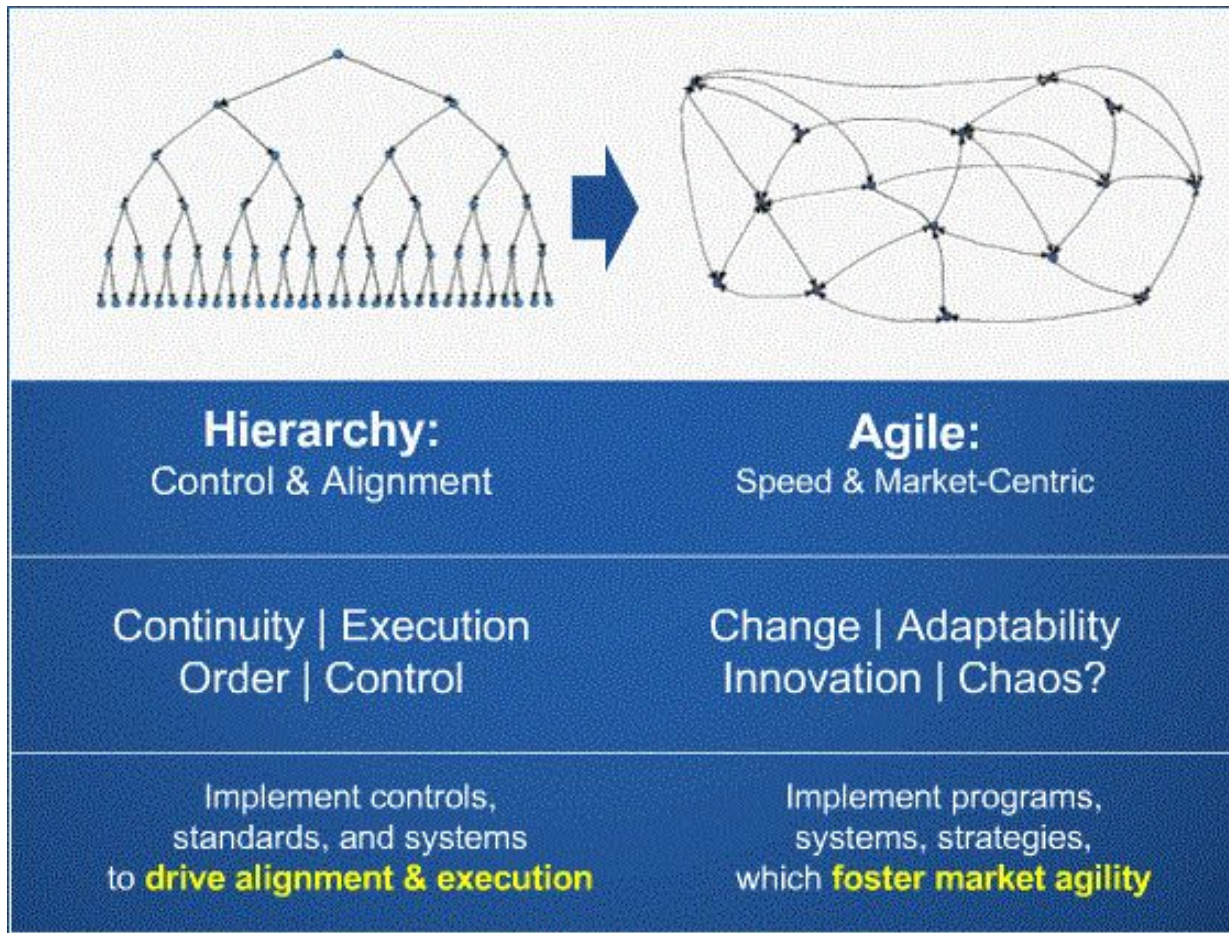 Hierarchy:
Control & Alignment
Agile:
Speed & Market-Centric
Continuity | Execution
Order | Control
Change | Adaptability
Innovation | Chaos?
Implement controls,
standards, and systems
to drive alignment & execution
Implement programs,
systems, strategies,
which foster market agility